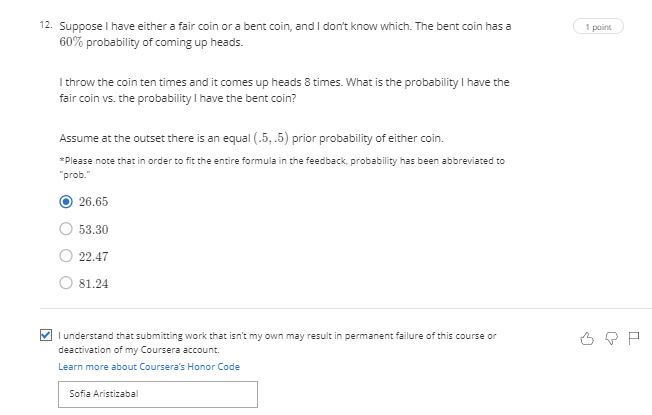 12. Suppose I have either a fair coin or a bent coin, and I don't know which. The bent coin has a
1 point
60% probability of coming up heads.
I throw the coin ten times and it comes up heads 8 times. What is the probability I have the
fair coin vs. the probability I have the bent coin?
Assume at the outset there is an equal (.5, .5) prior probability of either coin.
*Please note that in order to fit the entire formula in the feedback, probability has been abbreviated to
"prob."
26.65
53.30
22.47
81.24
I understand that submitting work that isn't my own may result in permanent failure of this course or
deactivation of my Coursera account.
Learn more about Coursera's Honor Code
Sofia Aristizabal